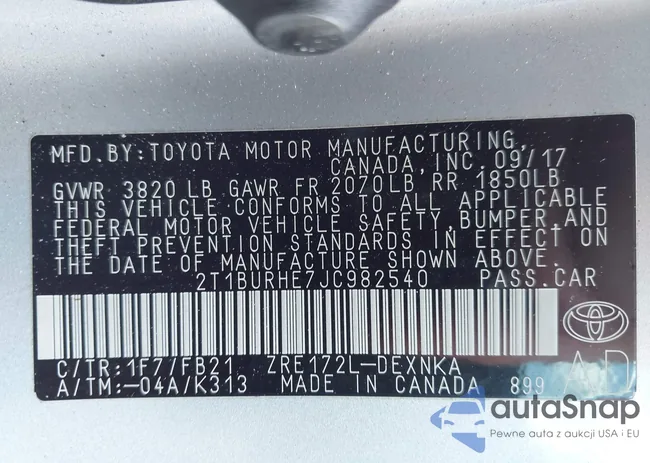 MFD.BY:TOYOTA MOTOR MANUFACTURING,
CANADA, INC. 09/17
GVWR 3820 LB GAWR FR 2070LB RR 1850LB
THIS VEHICLE CONFORMS TO ALL APPLICABLE
FEDERAL MOTOR VEHICLE SAFETY, BUMPER, AND
THEFT PREVENTION STANDARDS IN EFFECT ON
THE DATE OF MANUFACTURE SHOWN ABOVE.
2T1BURHE7JC982540 PASS.CAR
C/TR:1F7/FB21 ZRE172L-DEXNKA
A/TM:-04A/K313 MADE IN CANADA 899
AD
autoSnap
Pewne auta z aukcji USA i EU